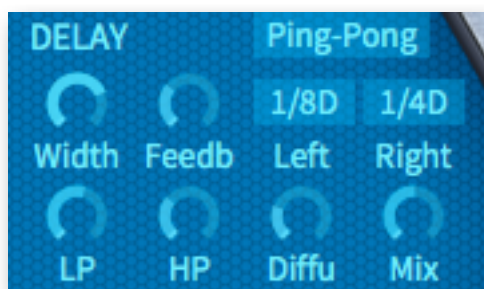 DELAY Ping-Pong
1/8D 1/4D
Width Feedb Left Right
LP HP Diffu Mix